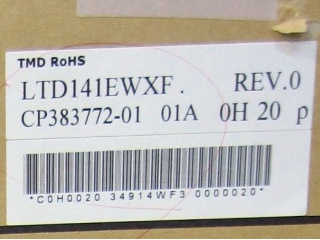 TMD RoHS
LTD141EWXF . REV.0
CP383772-01 01A 0H 20 ρ
*C0H0020 34914WF3 0000020*